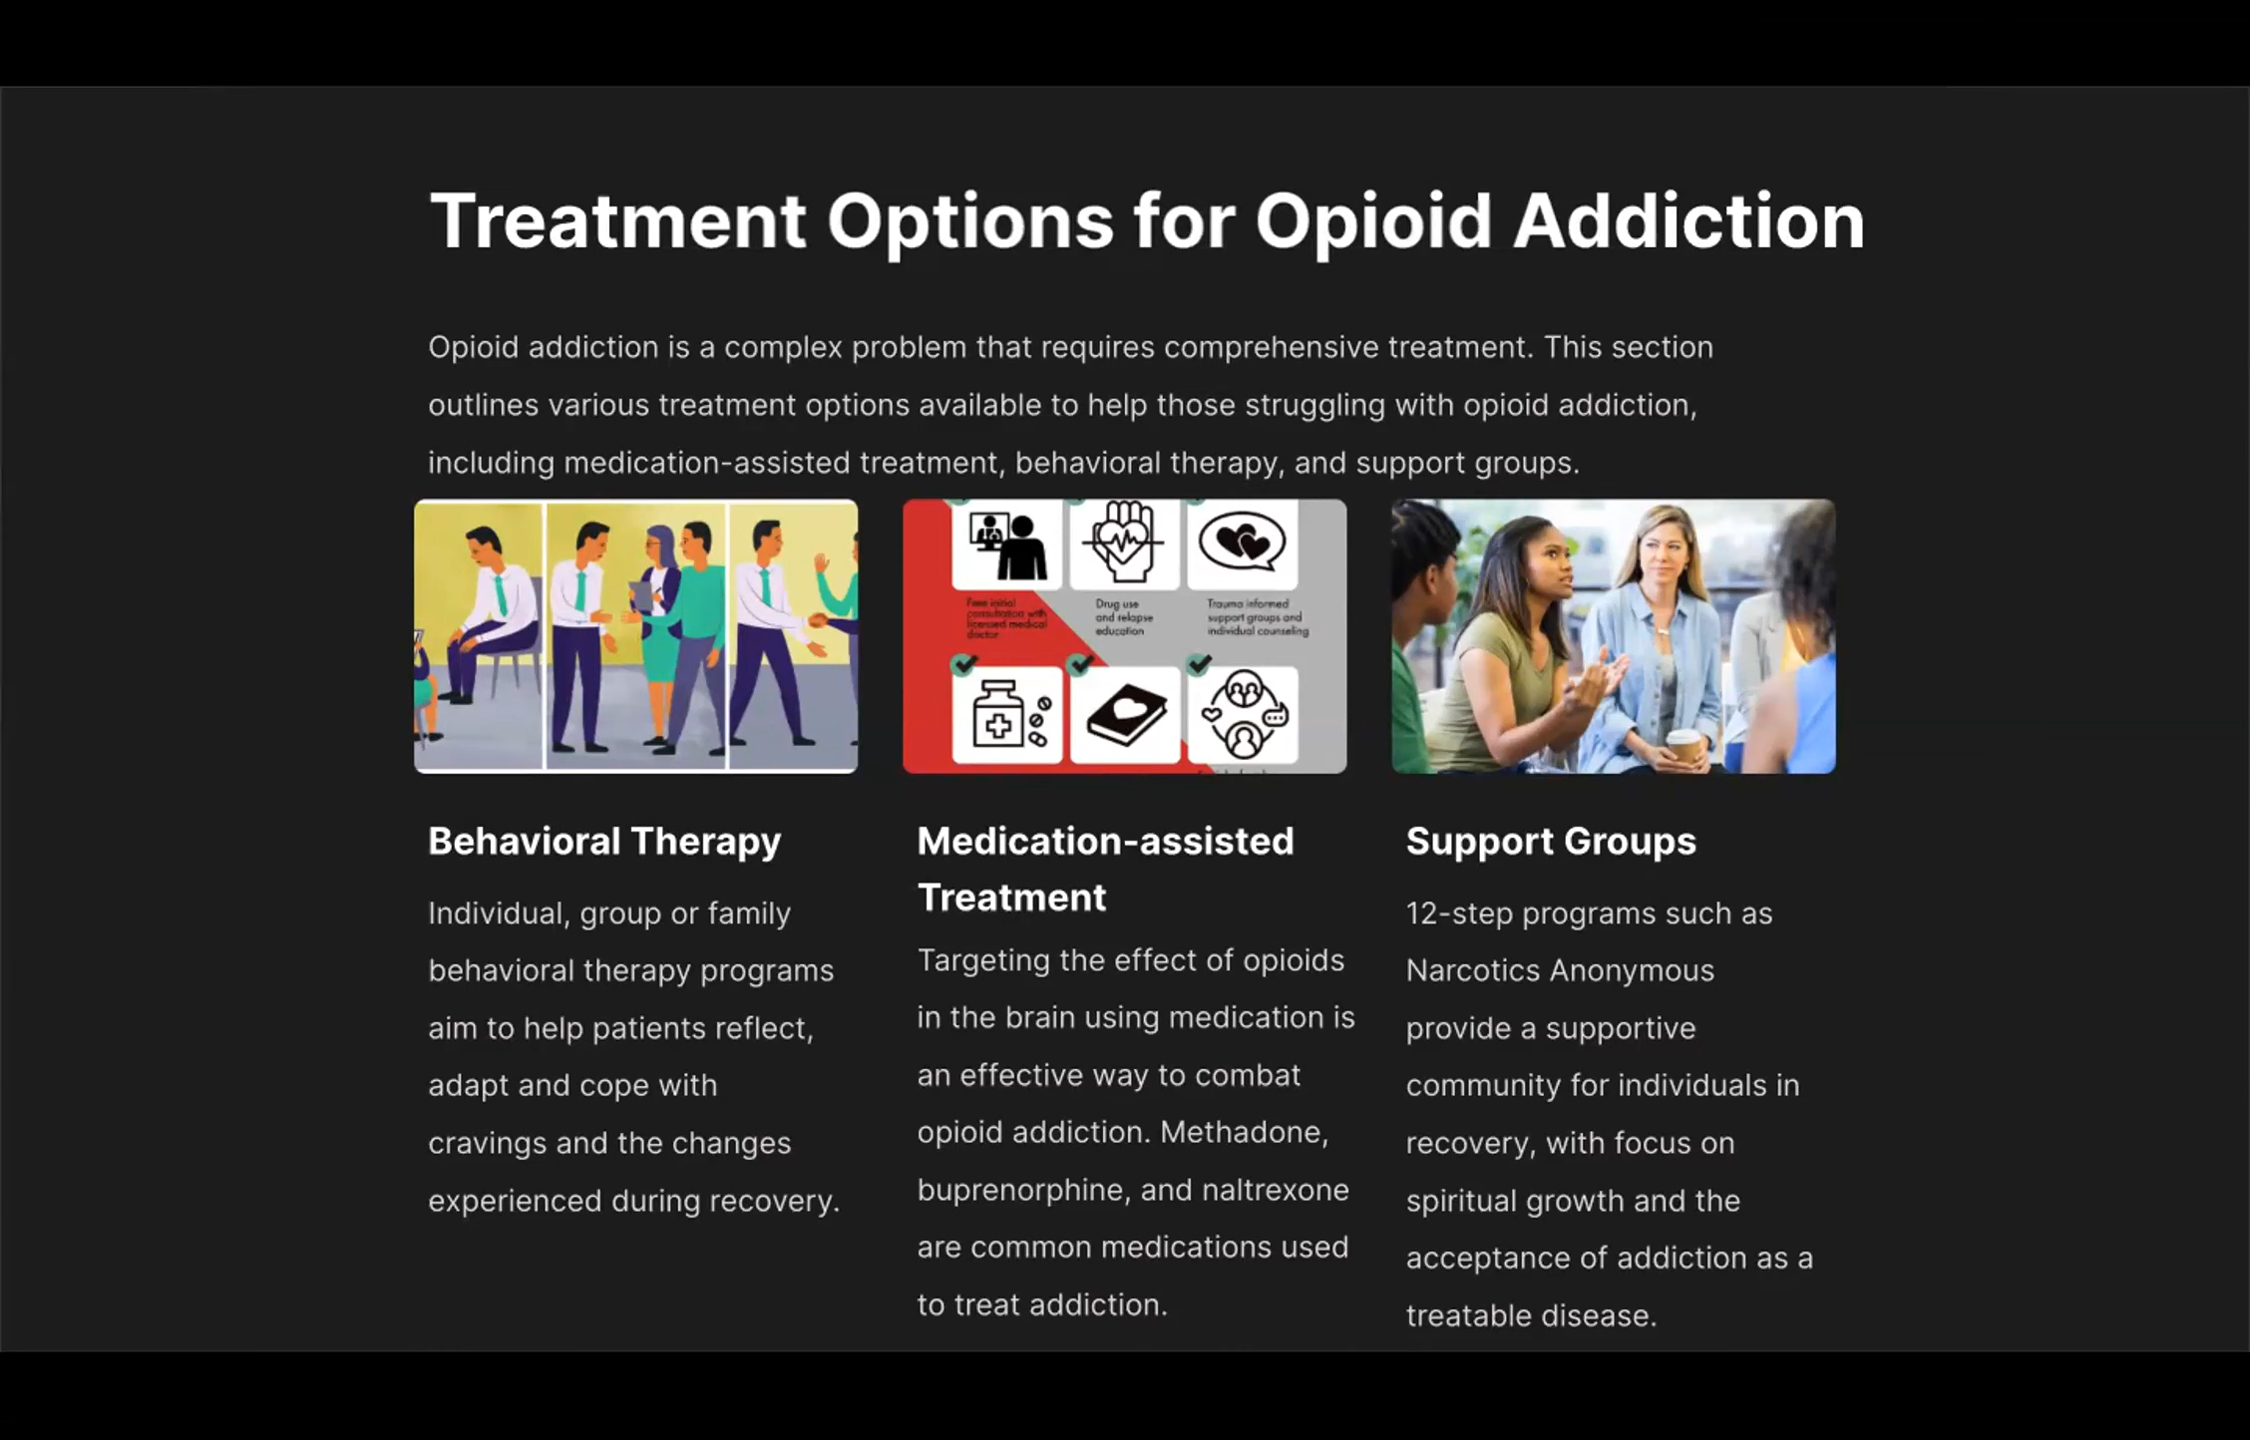 Treatment Options for Opioid Addiction
Opioid addiction is a complex problem that requires comprehensive treatment. This section
outlines various treatment options available to help those struggling with opioid addiction,
including medication-assisted treatment, behavioral therapy, and support groups.
Free initial
consultation with
licensed medical
doctor
Drug use
and relapse
education
Trauma informed
support groups and
individual counseling
Behavioral Therapy
Individual, group or family
behavioral therapy programs
aim to help patients reflect,
adapt and cope with
cravings and the changes
experienced during recovery.
Medication-assisted
Treatment
Targeting the effect of opioids
in the brain using medication is
an effective way to combat
opioid addiction. Methadone,
buprenorphine, and naltrexone
are common medications used
to treat addiction.
Support Groups
12-step programs such as
Narcotics Anonymous
provide a supportive
community for individuals in
recovery, with focus on
spiritual growth and the
acceptance of addiction as a
treatable disease.